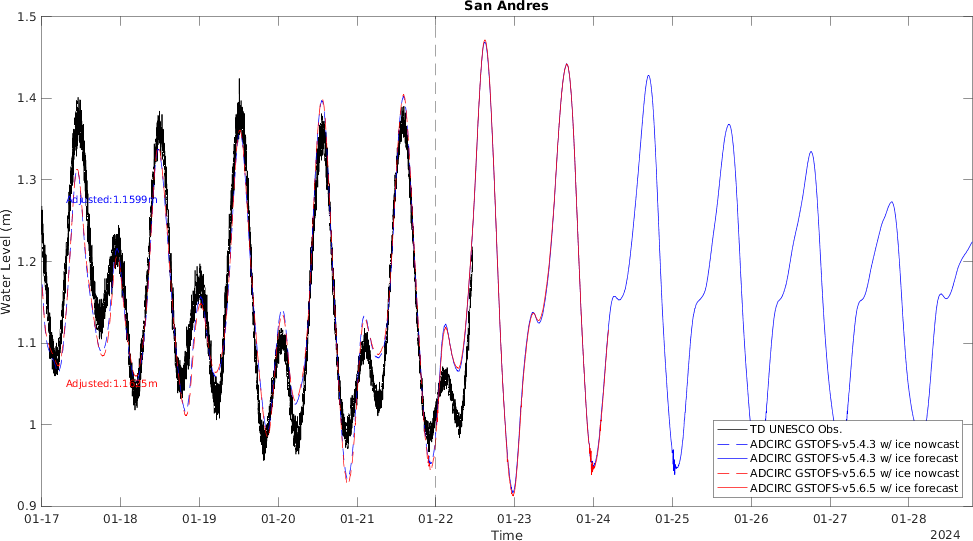 San Andres
1.5
1.4
1.3
1.2
1.1
1
0.9
Water Level (m)
Adjusted:1.1599m
TD UNESCO Obs.
ADCIRC GSTOFS-v5.4.3 w/ ice nowcast
ADCIRC GSTOFS-v5.4.3 w/ ice forecast
ADCIRC GSTOFS-v5.6.5 w/ ice nowcast
ADCIRC GSTOFS-v5.6.5 w/ ice forecast
01-17 01-18 01-19 01-20 01-21 01-22 01-23 01-24 01-25 01-26 01-27 01-28
Time
2024